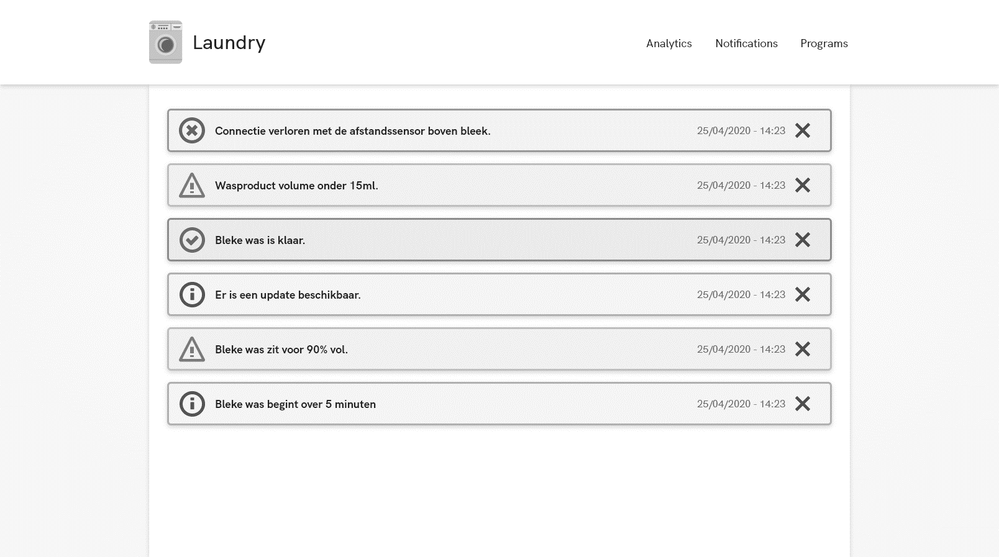 Laundry
Analytics Notifications Programs
Connectie verloren met de afstandssensor boven bleek. 25/04/2020 - 14:23
Wasproduct volume onder 15ml. 25/04/2020 - 14:23
Bleke was is klaar. 25/04/2020 - 14:23
Er is een update beschikbaar. 25/04/2020 - 14:23
Bleke was zit voor 90% vol. 25/04/2020 - 14:23
Bleke was begint over 5 minuten 25/04/2020 - 14:23